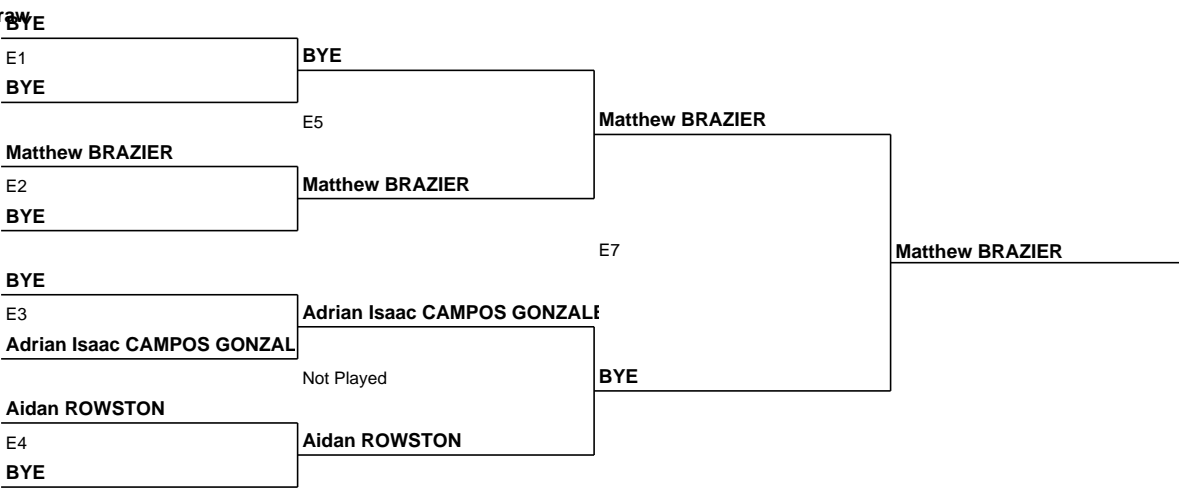 raw
BYE
E1
BYE
BYE
E5
Matthew BRAZIER
Matthew BRAZIER
E2
Matthew BRAZIER
BYE
E7
Matthew BRAZIER
BYE
E3
Adrian Isaac CAMPOS GONZALE
Adrian Isaac CAMPOS GONZAL
Not Played
BYE
Aidan ROWSTON
E4
Aidan ROWSTON
BYE